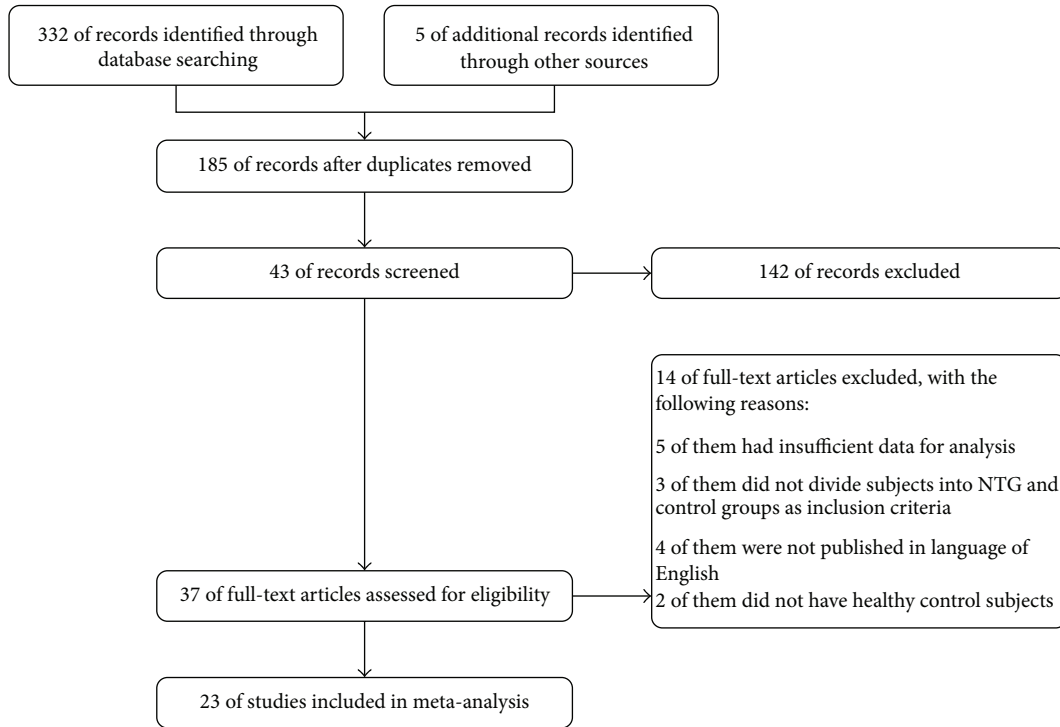 332 of records identified through
database searching
5 of additional records identified
through other sources
185 of records after duplicates removed
43 of records screened
142 of records excluded
14 of full-text articles excluded, with the
following reasons:
5 of them had insufficient data for analysis
3 of them did not divide subjects into NTG and
control groups as inclusion criteria
4 of them were not published in language of
English
2 of them did not have healthy control subjects
37 of full-text articles assessed for eligibility
23 of studies included in meta-analysis